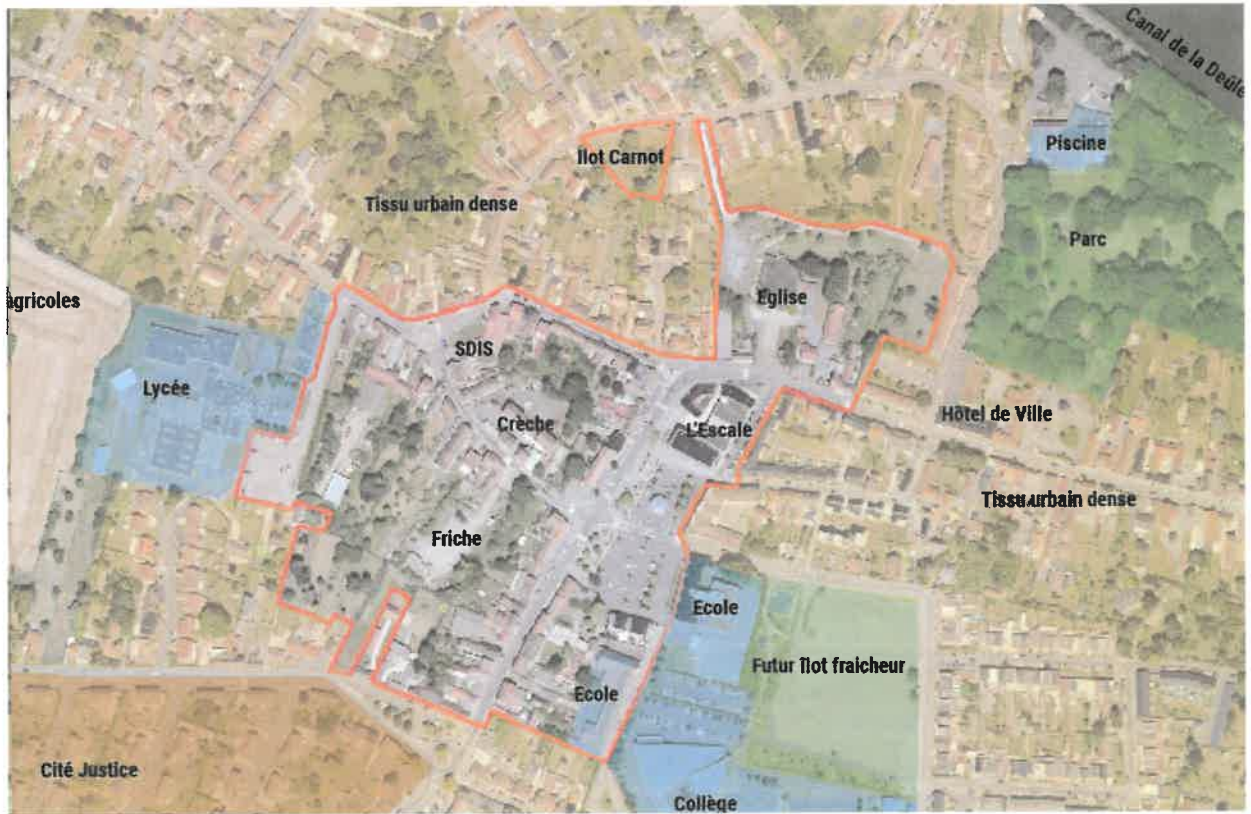 Canal de la Deûle
Piscine
Îlot Carnot
Tissu urbain dense
Parc
agricoles
Eglise
SDIS
Lycée
Crèche
L'Escale
Hôtel de Ville
Tissu urbain dense
Friche
Ecole
Futur îlot fraicheur
Ecole
Cité Justice
Collège